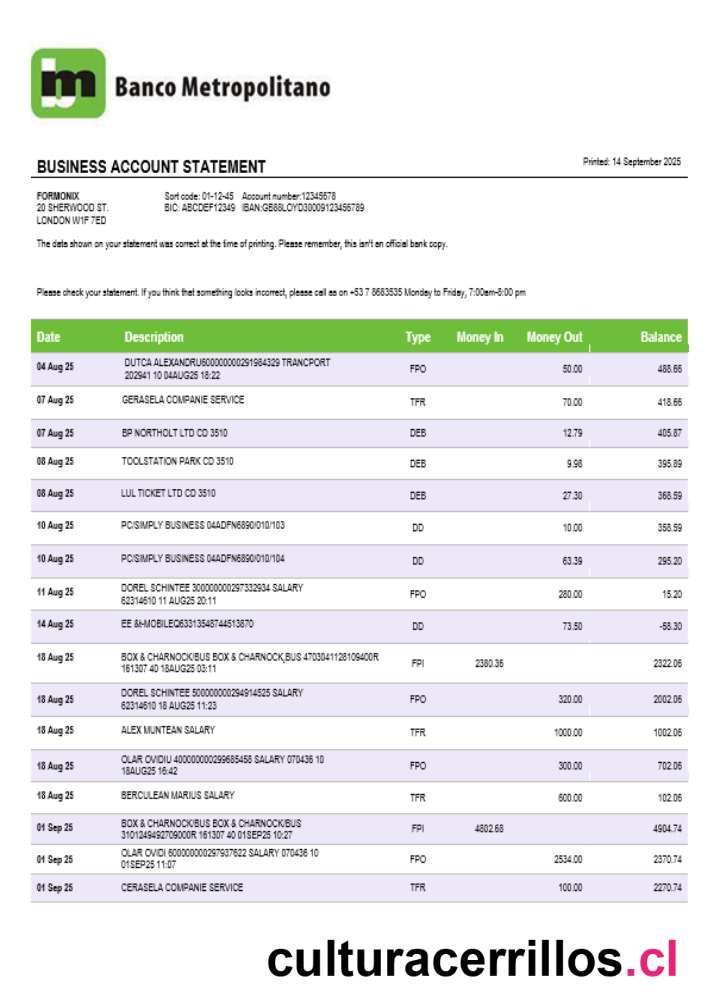 bm Banco Metropolitano
BUSINESS ACCOUNT STATEMENT Printed: 14 September 2025
FORMONIX Sort code: 01-12-45 Account number:12345678
20 SHERWOOD ST. BIC: ABCDEF12349 IBAN:GB88LOYD30009123456789
LONDON W1F 7ED
The data shown on your statement was correct at the time of printing. Please remember, this isn't an official bank copy.
Please check your statement. If you think that something looks incorrect, please call as on +53 7 8683535 Monday to Friday, 7:00am-8:00 pm
Date Description Type Money In Money Out Balance
04 Aug 25 DUTCA ALEXANDRU600000000291984329 TRANCPORT
202941 10 04AUG25 18:22 FPO 50.00 488.66
07 Aug 25 GERASELA COMPANIE SERVICE TFR 70.00 418.66
07 Aug 25 BP NORTHOLT LTD CD 3510 DEB 12.79 405.87
08 Aug 25 TOOLSTATION PARK CD 3510 DEB 9.98 395.89
08 Aug 25 LUL TICKET LTD CD 3510 DEB 27.30 368.59
10 Aug 25 PC/SIMPLY BUSINESS 04ADFN6890/010/103 DD 10.00 358.59
10 Aug 25 PC/SIMPLY BUSINESS 04ADFN6890/010/104 DD 63.39 295.20
11 Aug 25 DOREL SCHINTEE 300000000297332934 SALARY
62314610 11 AUG25 20:11 FPO 280.00 15.20
14 Aug 25 EE &t-MOBILEQ63313548744513870 DD 73.50 -58.30
18 Aug 25 BOX & CHARNOCK/BUS BOX & CHARNOCK,BUS 4703041128109400R
161307 40 18AUG25 03:11 FPI 2380.36 2322.06
18 Aug 25 DOREL SCHINTEE 500000000294914525 SALARY
62314610 18 AUG25 11:23 FPO 320.00 2002.06
18 Aug 25 ALEX MUNTEAN SALARY TFR 1000.00 1002.06
18 Aug 25 OLAR OVIDIU 400000000299685458 SALARY 070436 10
18AUG25 16:42 FPO 300.00 702.06
18 Aug 25 BERCULEAN MARIUS SALARY TFR 600.00 102.06
01 Sep 25 BOX & CHARNOCK/BUS BOX & CHARNOCK/BUS
3101249492709000R 161307 40 01SEP25 10:27 FPI 4802.68 4904.74
01 Sep 25 OLAR OVIDI 600000000297937622 SALARY 070436 10
01SEP25 11:07 FPO 2534.00 2370.74
01 Sep 25 CERASELA COMPANIE SERVICE TFR 100.00 2270.74
culturacerrillos.cl